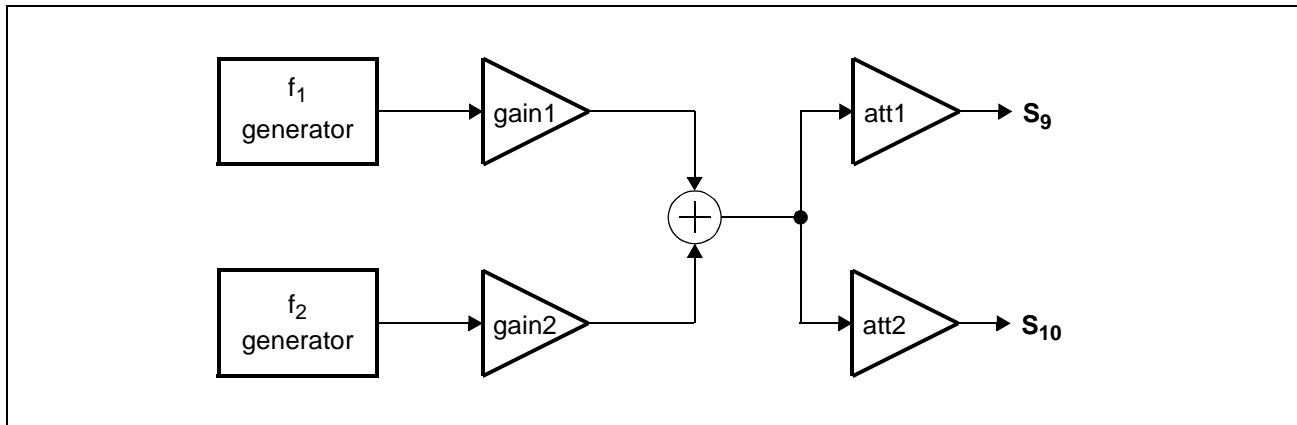 f₁
generator
gain1
att1
S₉
f₂
generator
gain2
att2
S₁₀